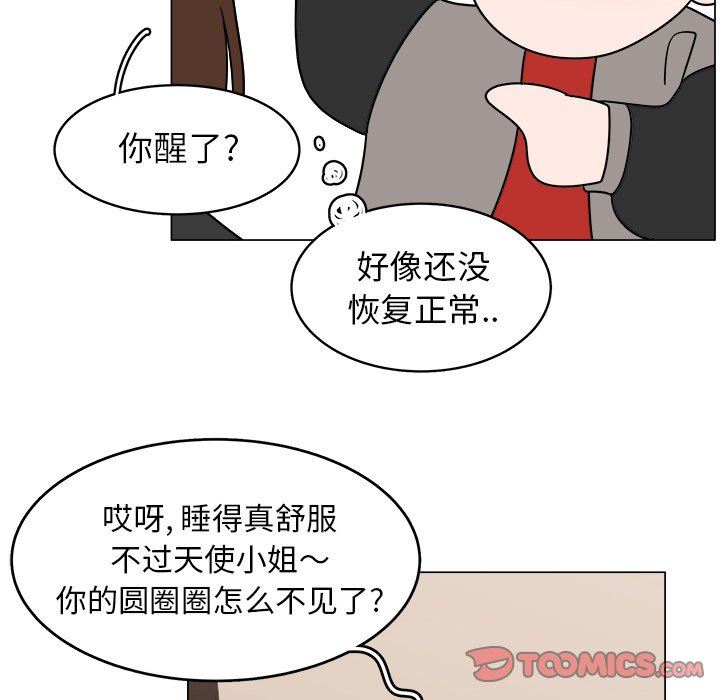 你醒了?
好像还没
恢复正常..
哎呀, 睡得真舒服
不过天使小姐～
你的圆圈圈怎么不见了?
TOOMICS.COM